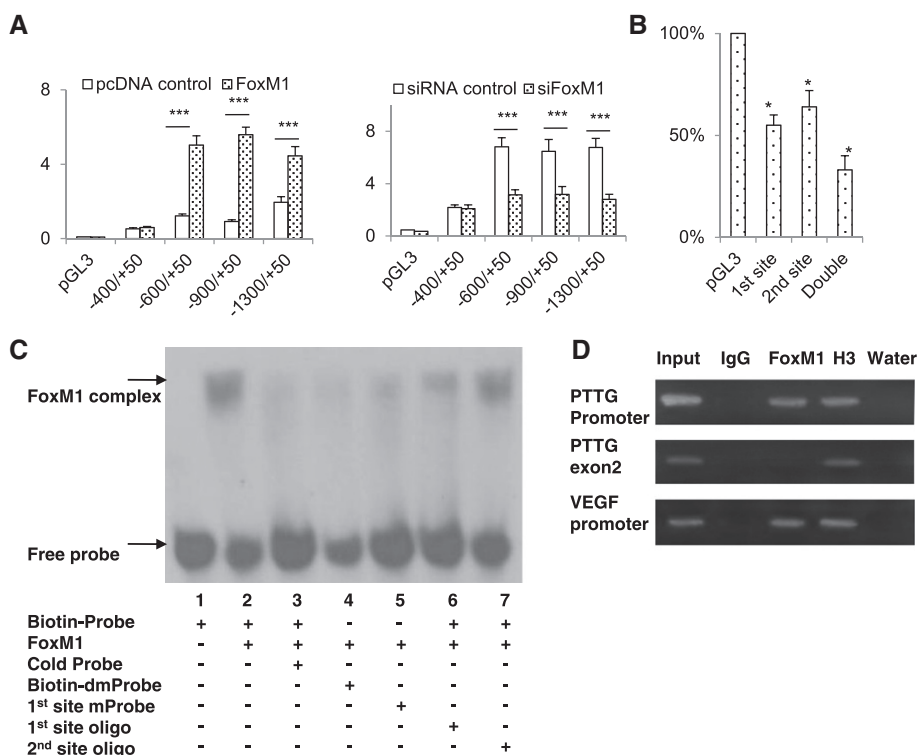 A
pcDNA control FoxM1
8
4
0
***
***
***
pGL3
-400/+50
-600/+50
-900/+50
-1300/+50
siRNA control siFoxM1
8
4
0
***
***
***
pGL3
-400/+50
-600/+50
-900/+50
-1300/+50
B
100%
50%
0%
*
*
*
pGL3
1st site
2nd site
Double
C
FoxM1 complex
Free probe
1 2 3 4 5 6 7
Biotin-Probe + + + - - + +
FoxM1 - + + + + + +
Cold Probe - - + - - - -
Biotin-dmProbe - - - + - - -
1st site mProbe - - - - + - -
1st site oligo - - - - - + -
2nd site oligo - - - - - - +
D
Input IgG FoxM1 H3 Water
PTTG
Promoter
PTTG
exon2
VEGF
promoter